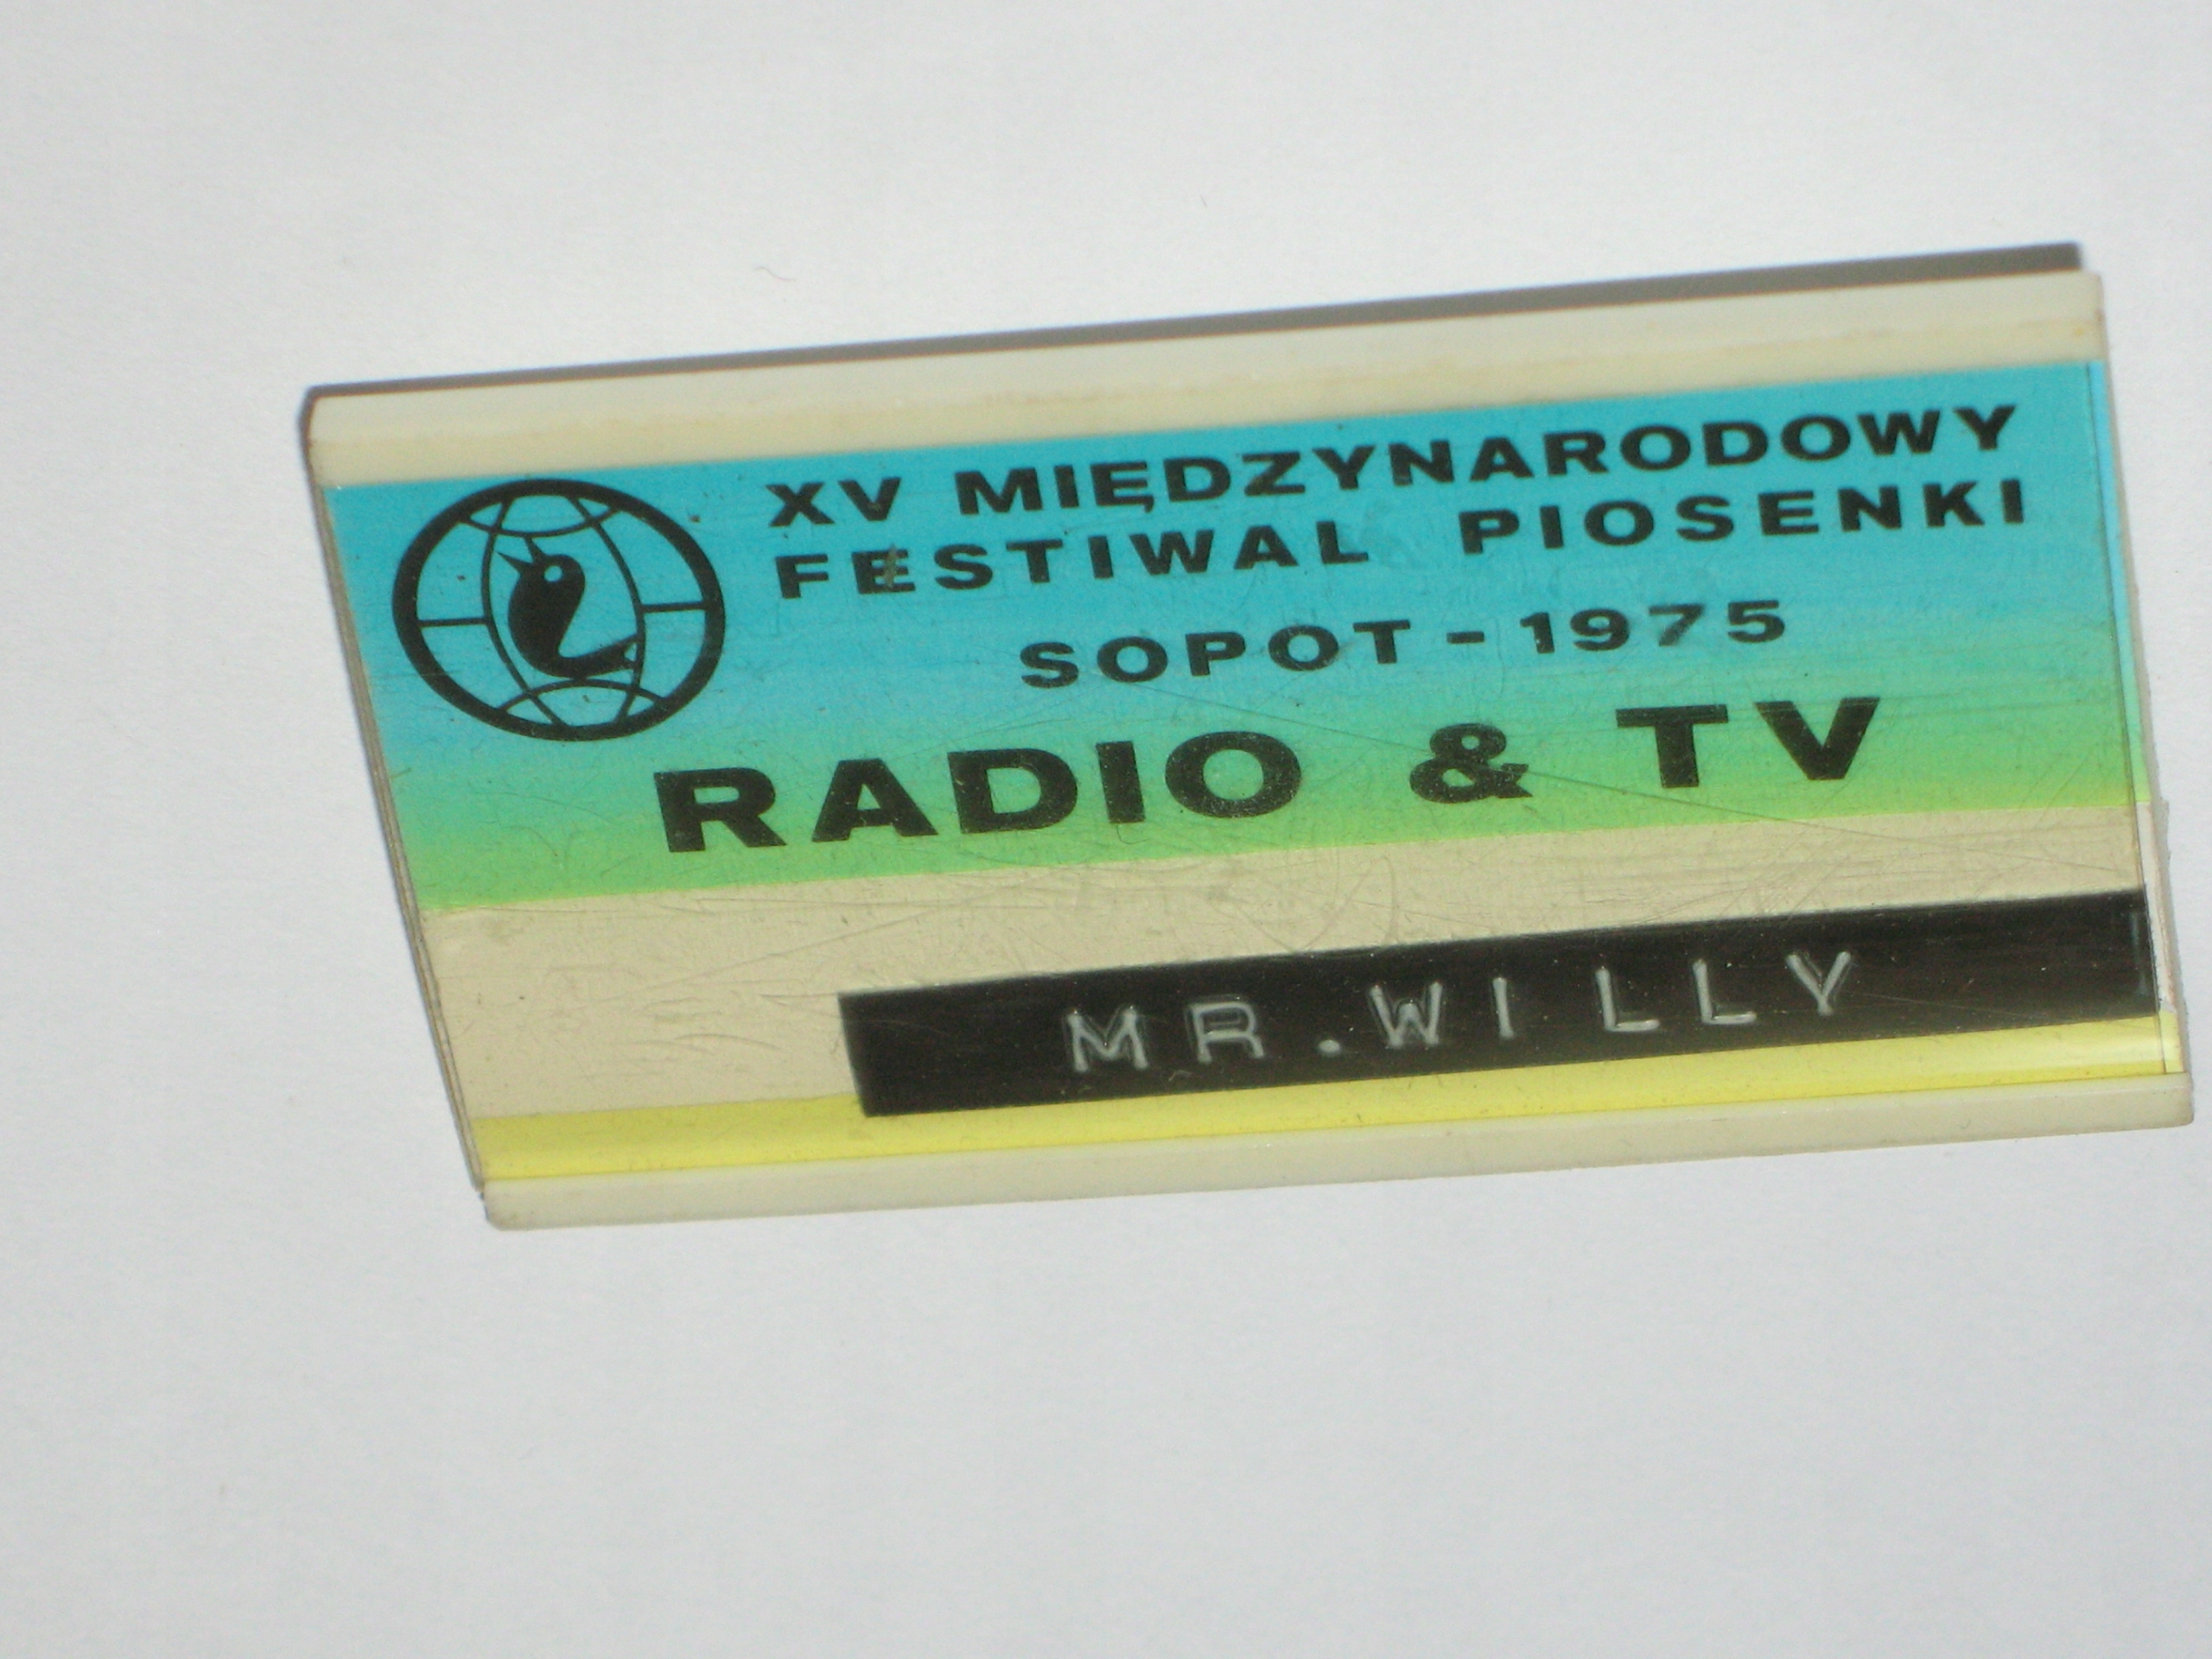 XV MIĘDZYNARODOWY
FESTIWAL PIOSENKI
SOPOT - 1975
RADIO & TV
MR.WILLY